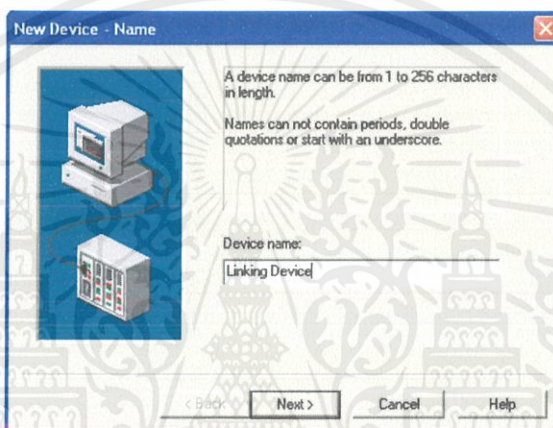 New Device - Name
A device name can be from 1 to 256 characters
in length.
Names can not contain periods, double
quotations or start with an underscore.
Device name:
Linking Device
< Back
Next >
Cancel
Help